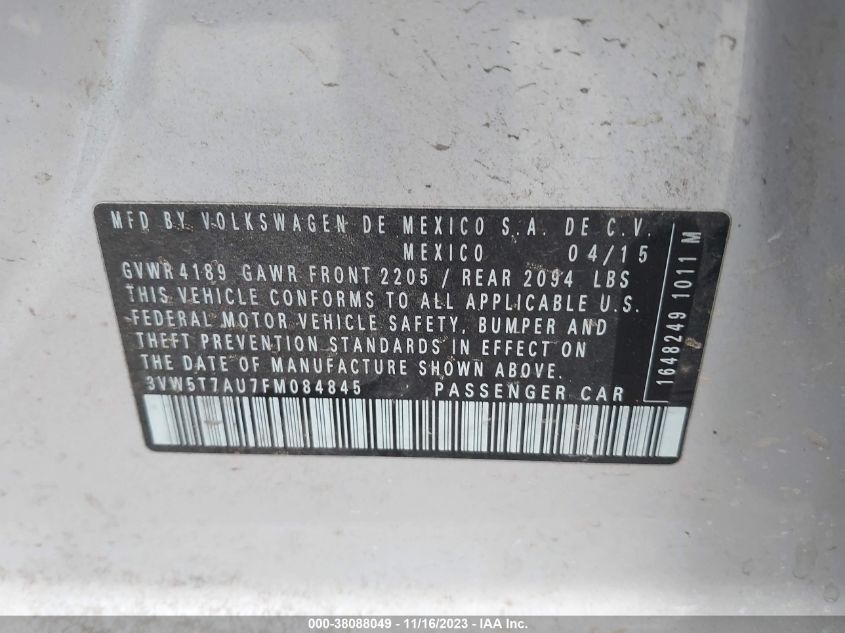 MFD BY VOLKSWAGEN DE MEXICO S.A. DE C.V.
MEXICO 04/15
GVWR 4189 GAWR FRONT 2205 / REAR 2094 LBS
THIS VEHICLE CONFORMS TO ALL APPLICABLE U.S.
FEDERAL MOTOR VEHICLE SAFETY, BUMPER AND
THEFT PREVENTION STANDARDS IN EFFECT ON
THE DATE OF MANUFACTURE SHOWN ABOVE.
3VW5T7AU7FM084845 PASSENGER CAR
1648249 1011 M
000-38088049 - 11/16/2023 - IAA Inc.